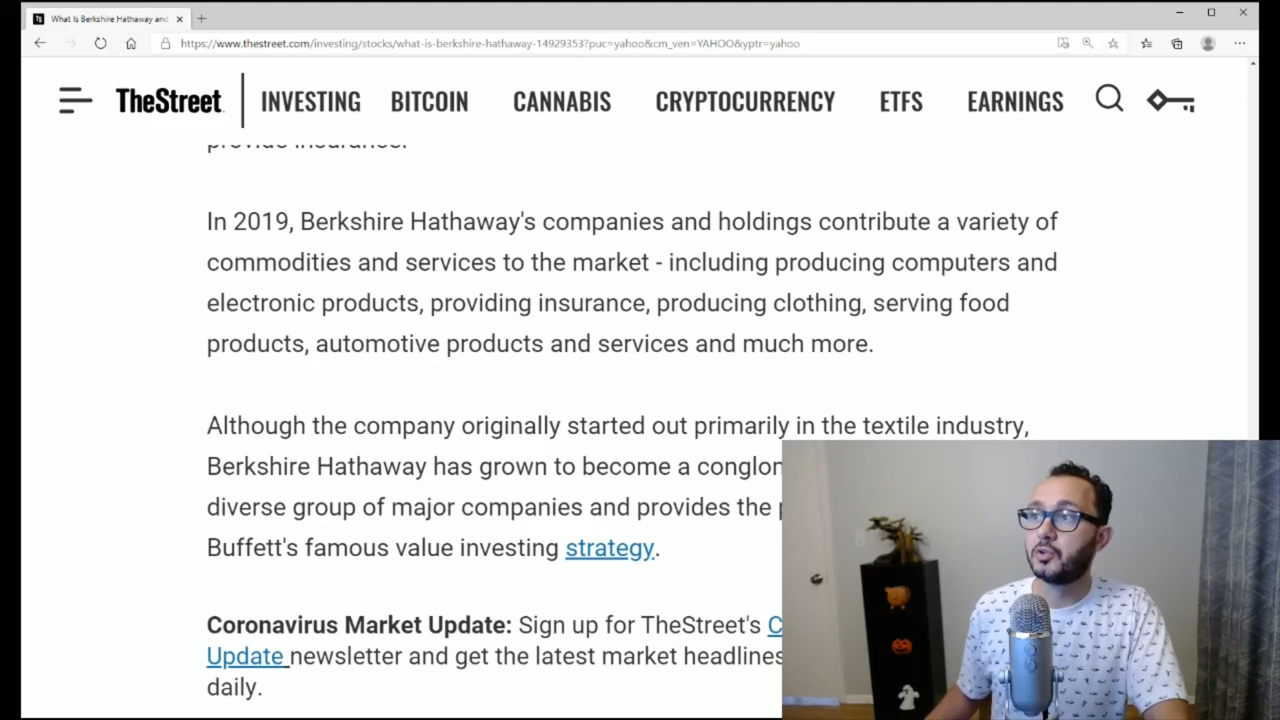 What Is Berkshire Hathaway and
https://www.thestreet.com/investing/stocks/what-is-berkshire-hathaway-14929353?puc=yahoo&cm_ven=YAHOO&yptr=yahoo
TheStreet INVESTING BITCOIN CANNABIS CRYPTOCURRENCY ETFS EARNINGS
provide insurance.
In 2019, Berkshire Hathaway's companies and holdings contribute a variety of
commodities and services to the market - including producing computers and
electronic products, providing insurance, producing clothing, serving food
products, automotive products and services and much more.
Although the company originally started out primarily in the textile industry,
Berkshire Hathaway has grown to become a conglon
diverse group of major companies and provides the
Buffett's famous value investing strategy.
Coronavirus Market Update: Sign up for TheStreet's C
Update newsletter and get the latest market headlines
daily.